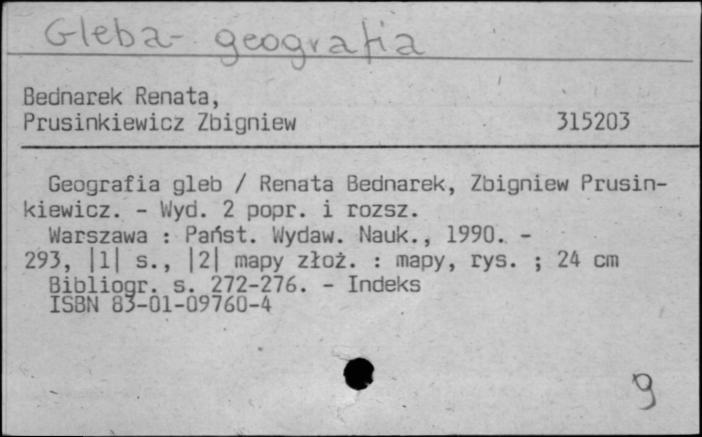 Gleba- geografia
Bednarek Renata,
Prusinkiewicz Zbigniew 315203
Geografia gleb / Renata Bednarek, Zbigniew Prusin-
kiewicz. - Wyd. 2 popr. i rozsz.
Warszawa : Państ. Wydaw. Nauk., 1990. -
293, |1| s., |2| mapy złoż. : mapy, rys. ; 24 cm
Bibliogr. s. 272-276. - Indeks
ISBN 83-01-09760-4
9